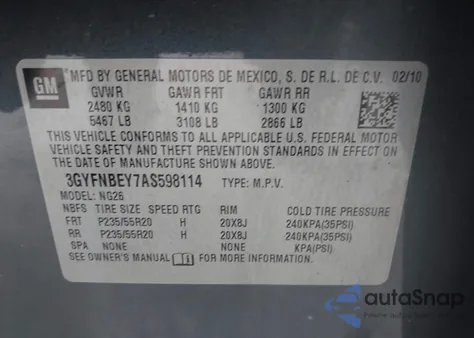 GM
MFD BY GENERAL MOTORS DE MEXICO, S. DE R.L. DE C.V. 02/10
GVWR GAWR FRT GAWR RR
2480 KG 1410 KG 1300 KG
5467 LB 3108 LB 2866 LB
THIS VEHICLE CONFORMS TO ALL APPLICABLE U.S. FEDERAL MOTOR
VEHICLE SAFETY AND THEFT PREVENTION STANDARDS IN EFFECT ON
THE DATE OF MANUFACTURE SHOWN ABOVE.
3GYFNBEY7AS598114 TYPE: M.P.V.
MODEL: NG26
NBFS TIRE SIZE SPEED RTG RIM COLD TIRE PRESSURE
FRT P235/55R20 H 20X8J 240KPA(35PSI)
RR P235/55R20 H 20X8J 240KPA(35PSI)
SPA NONE NONE KPA(PSI)
SEE OWNER'S MANUAL FOR MORE INFORMATION.
autoSnap